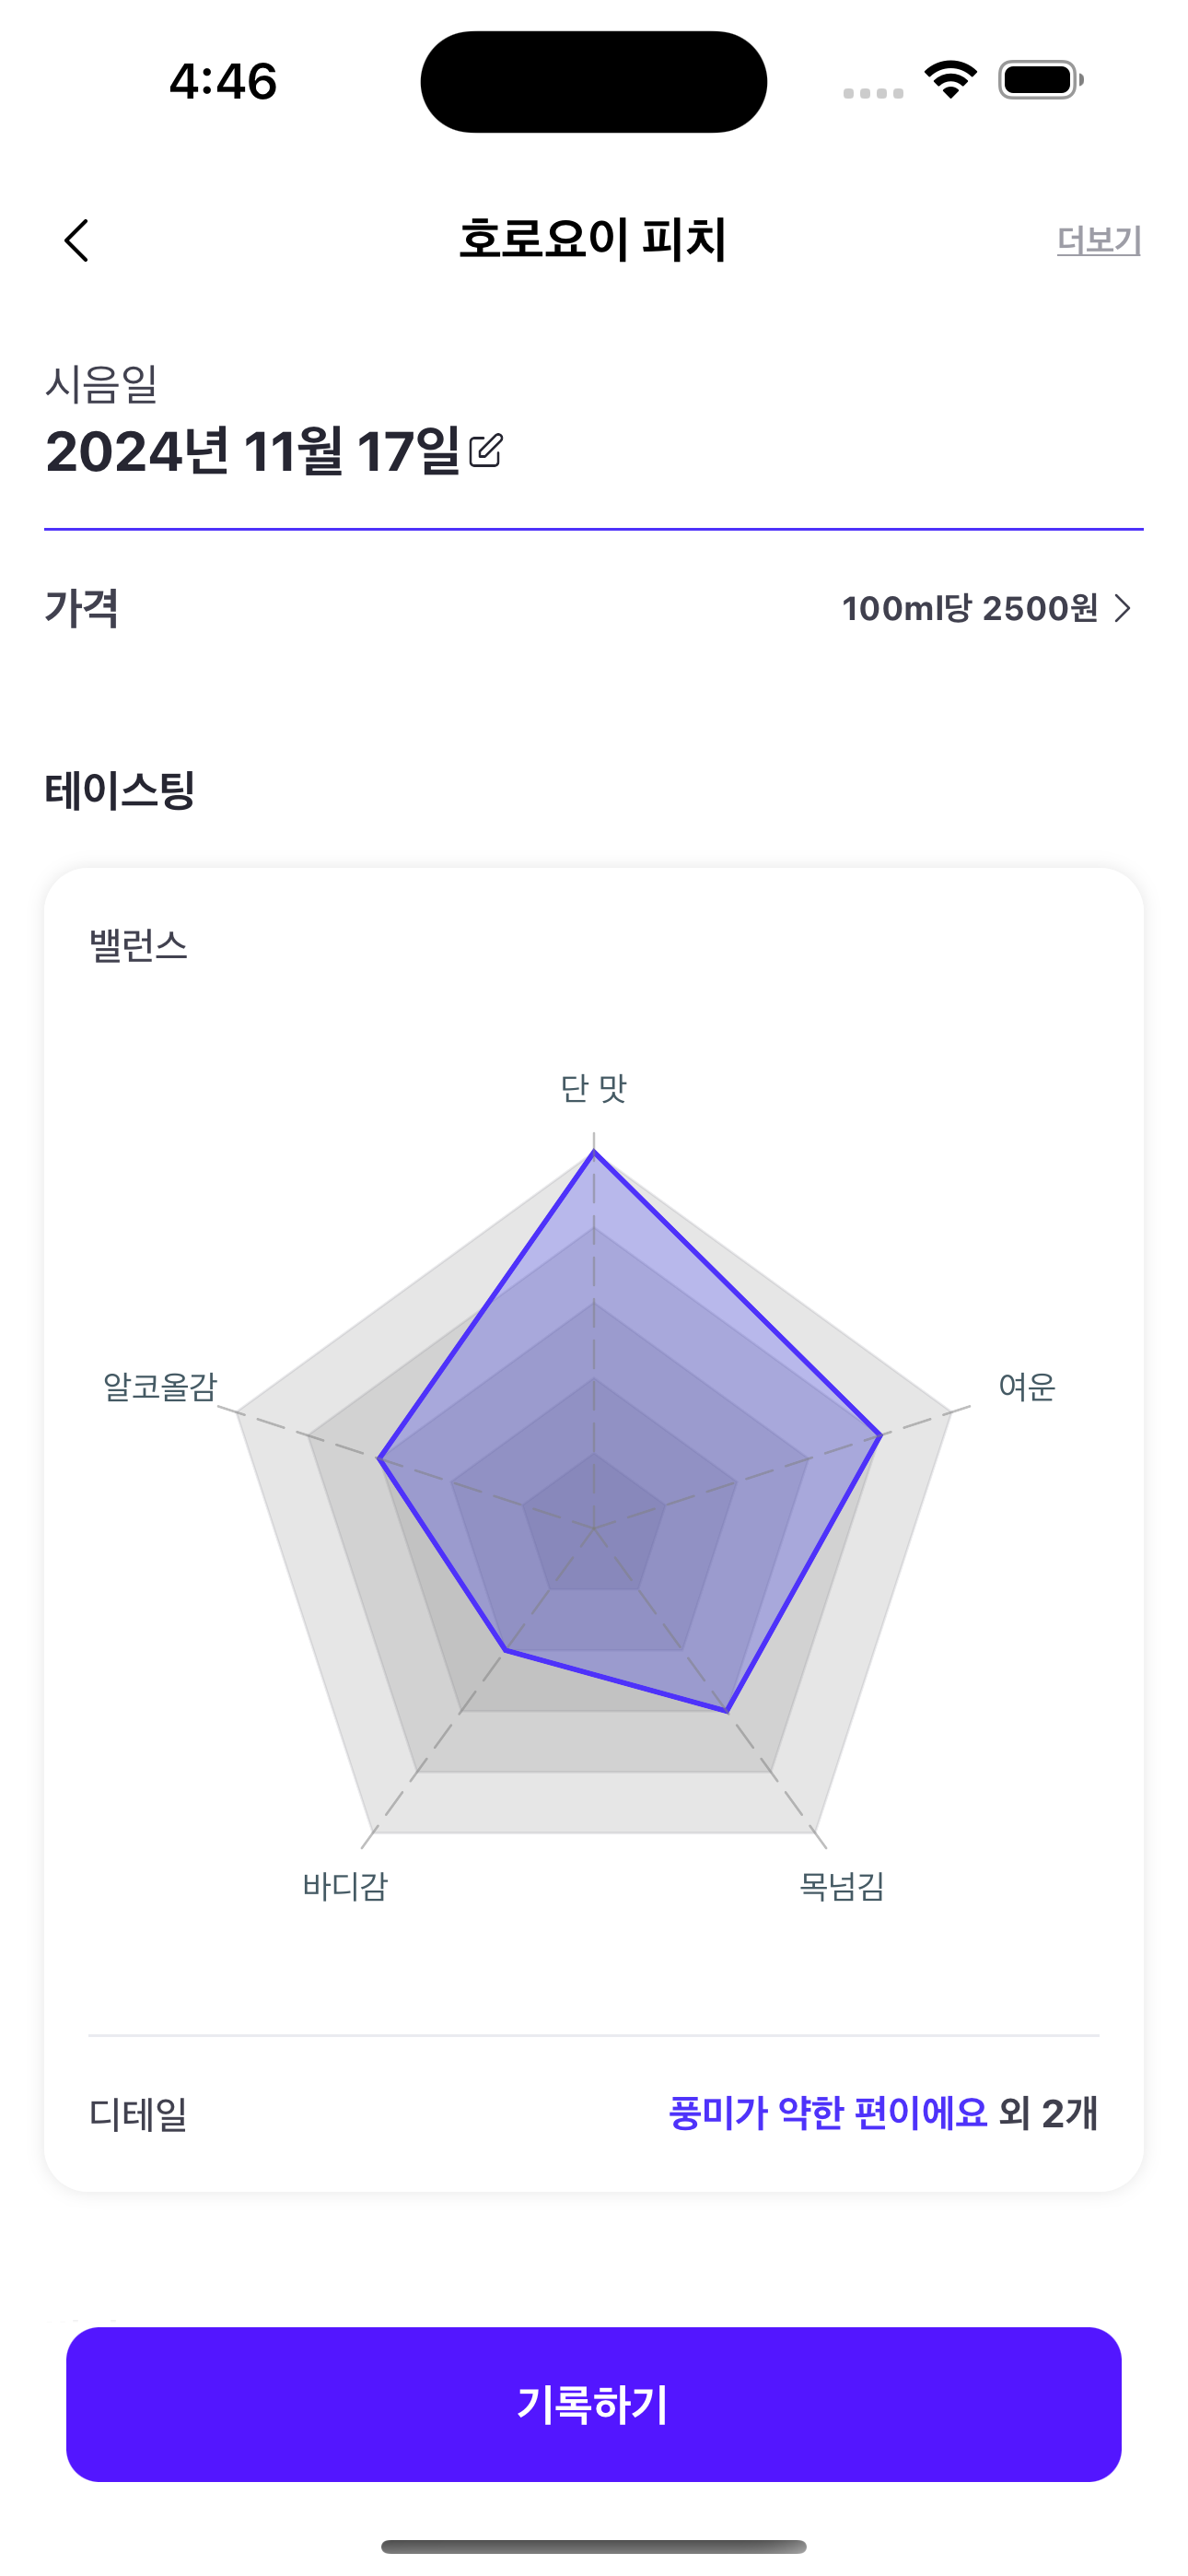 4:46
호로요이 피치
더보기
시음일
2024년 11월 17일
가격
100ml당 2500원
테이스팅
밸런스
단 맛
알코올감
여운
바디감
목넘김
디테일
풍미가 약한 편이에요 외 2개
기록하기